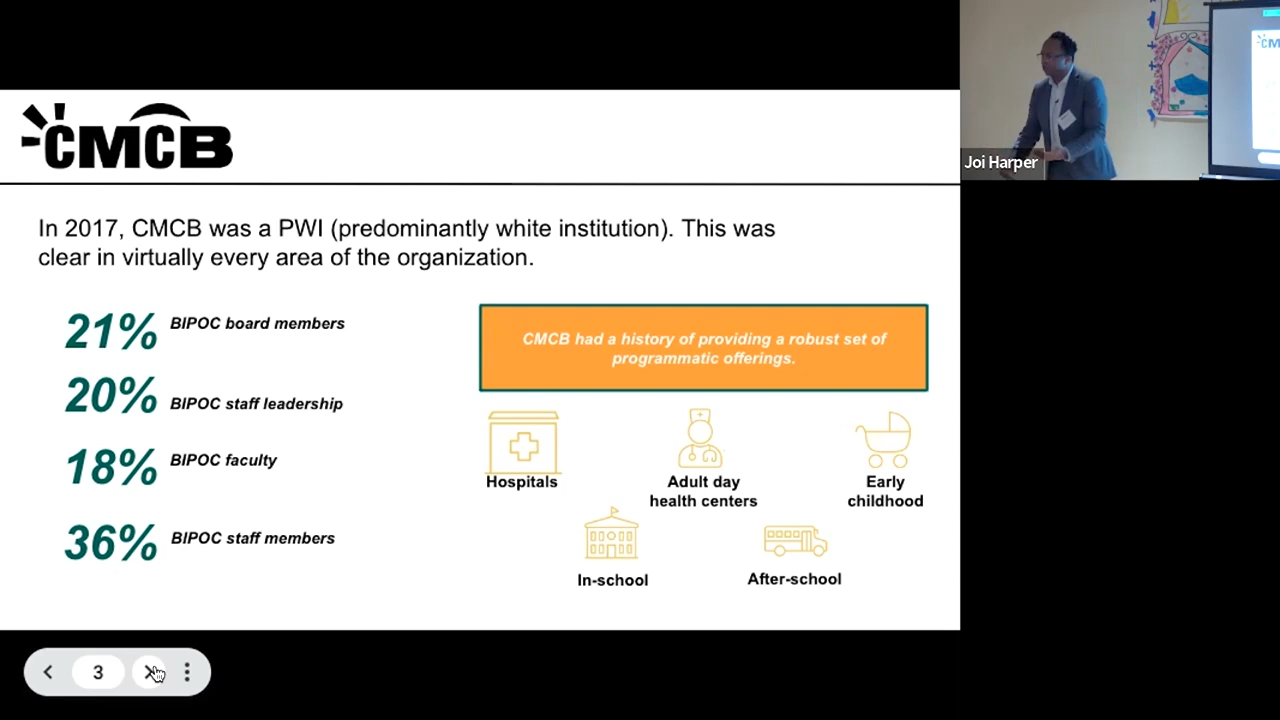 CMCB
In 2017, CMCB was a PWI (predominantly white institution). This was
clear in virtually every area of the organization.
21% BIPOC board members
20% BIPOC staff leadership
18% BIPOC faculty
36% BIPOC staff members
CMCB had a history of providing a robust set of
programmatic offerings.
Hospitals
Adult day
health centers
Early
childhood
In-school
After-school
3
Joi Harper